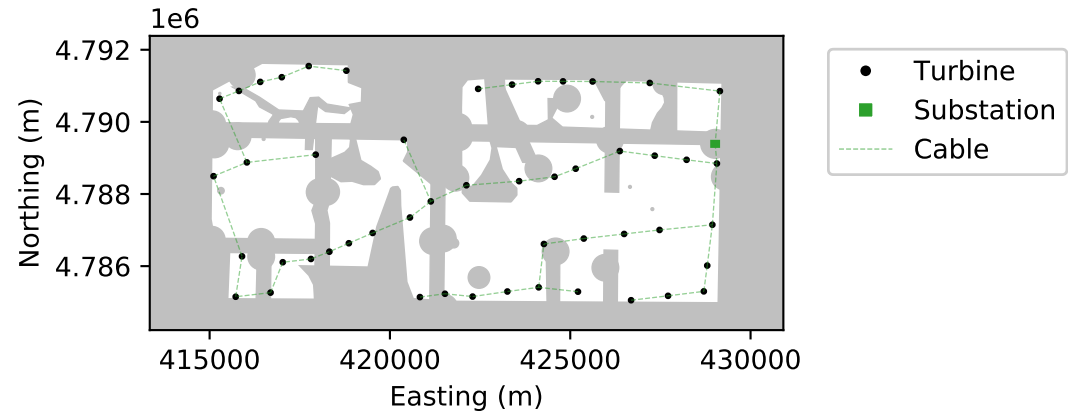 1e6
4.792
4.790
4.788
4.786
Northing (m)
415000 420000 425000 430000
Easting (m)
Turbine
Substation
Cable